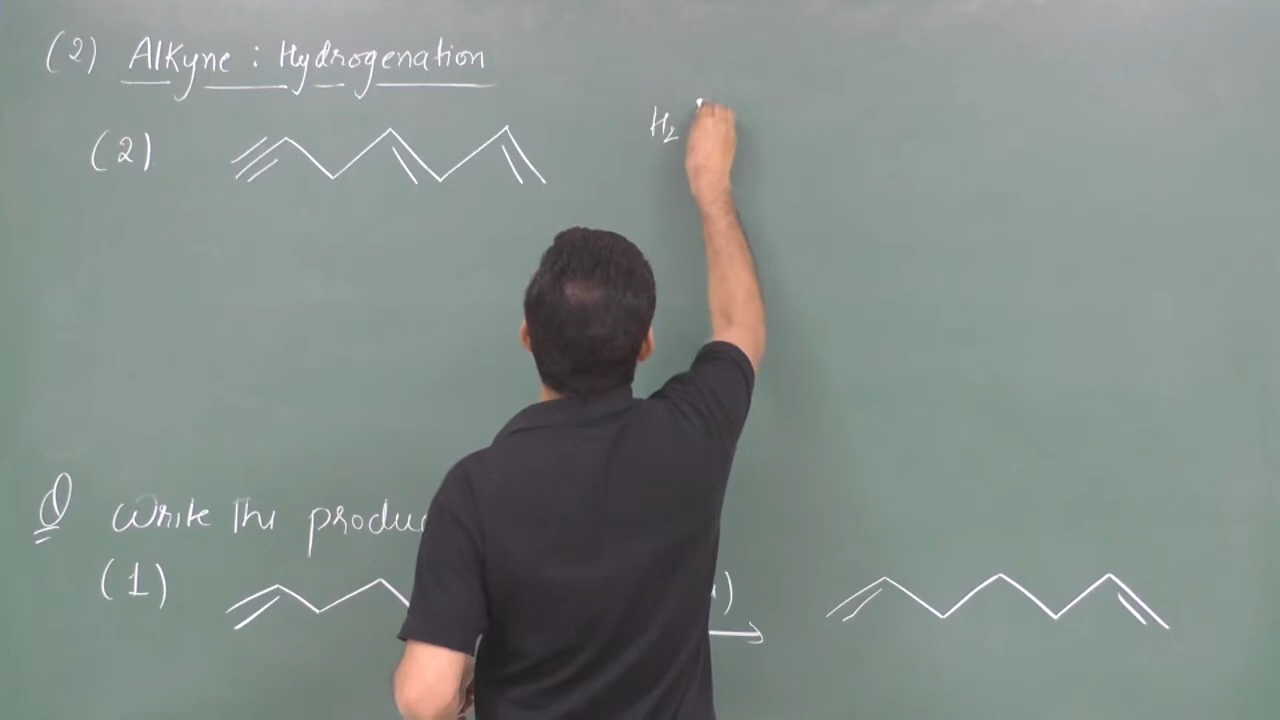 (2) Alkyne : Hydrogenation
(2)
H₂
Q Write the produc
(1)